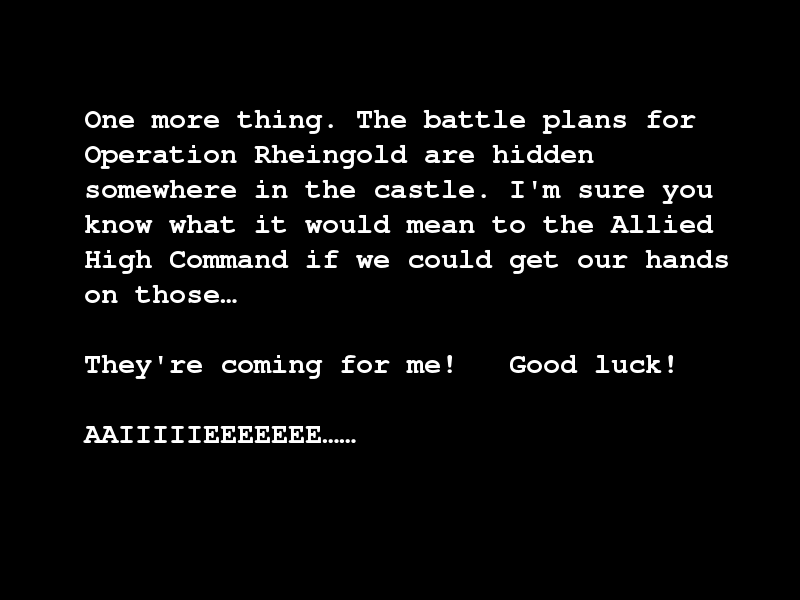 One more thing. The battle plans for
Operation Rheingold are hidden
somewhere in the castle. I'm sure you
know what it would mean to the Allied
High Command if we could get our hands
on those…
They're coming for me!   Good luck!
AAIIIIIEEEEEEE……